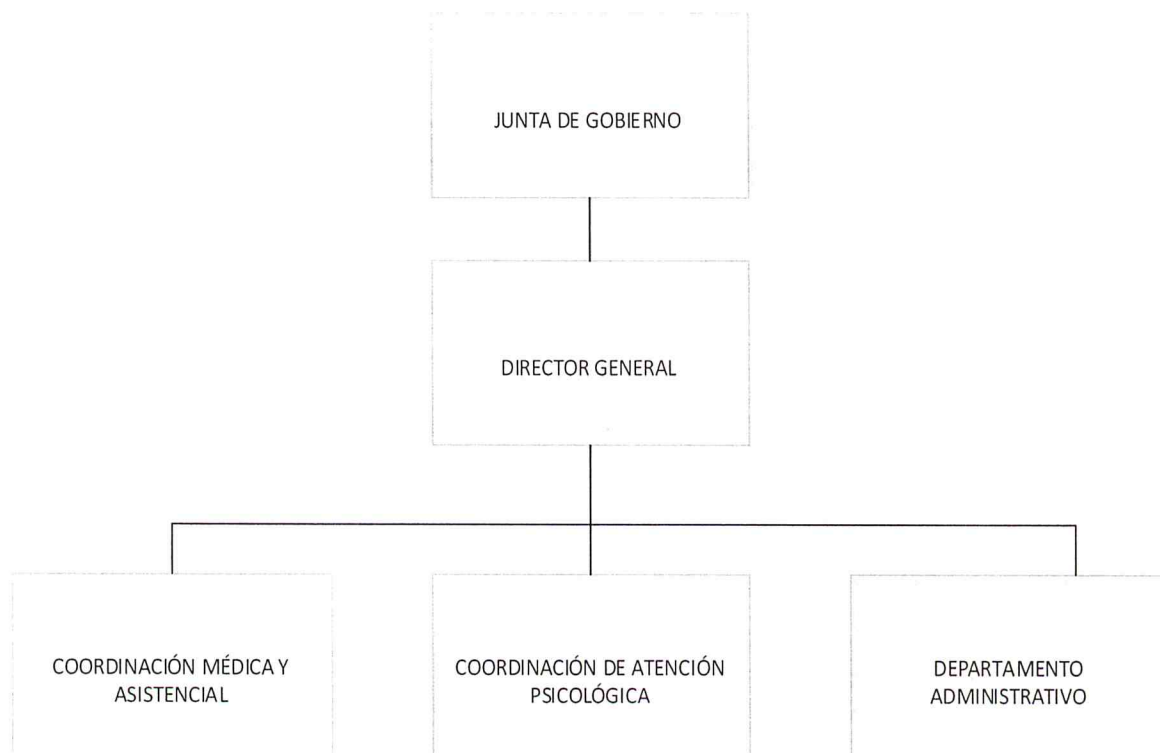 JUNTA DE GOBIERNO
DIRECTOR GENERAL
COORDINACIÓN MÉDICA Y
ASISTENCIAL
COORDINACIÓN DE ATENCIÓN
PSICOLÓGICA
DEPARTAMENTO
ADMINISTRATIVO